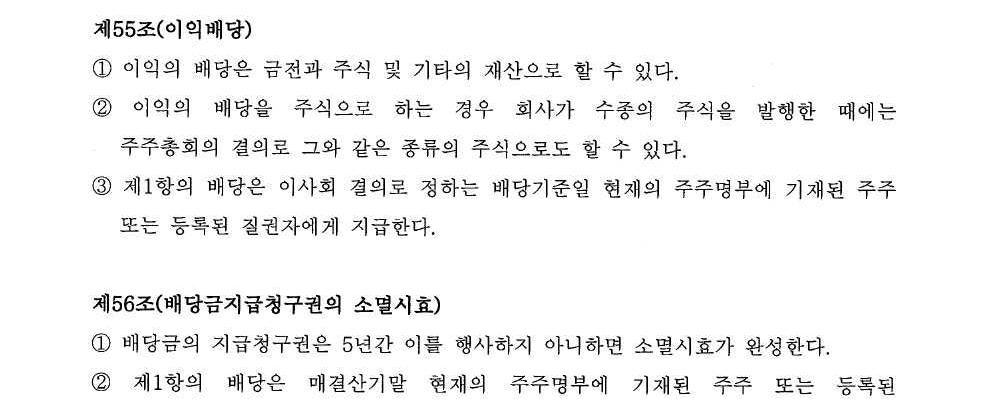 제55조(이익배당)
① 이익의 배당은 금전과 주식 및 기타의 재산으로 할 수 있다.
② 이익의 배당을 주식으로 하는 경우 회사가 수종의 주식을 발행한 때에는
주주총회의 결의로 그와 같은 종류의 주식으로도 할 수 있다.
③ 제1항의 배당은 이사회 결의로 정하는 배당기준일 현재의 주주명부에 기재된 주주
또는 등록된 질권자에게 지급한다.
제56조(배당금지급청구권의 소멸시효)
① 배당금의 지급청구권은 5년간 이를 행사하지 아니하면 소멸시효가 완성한다.
② 제1항의 배당은 매결산기말 현재의 주주명부에 기재된 주주 또는 등록된